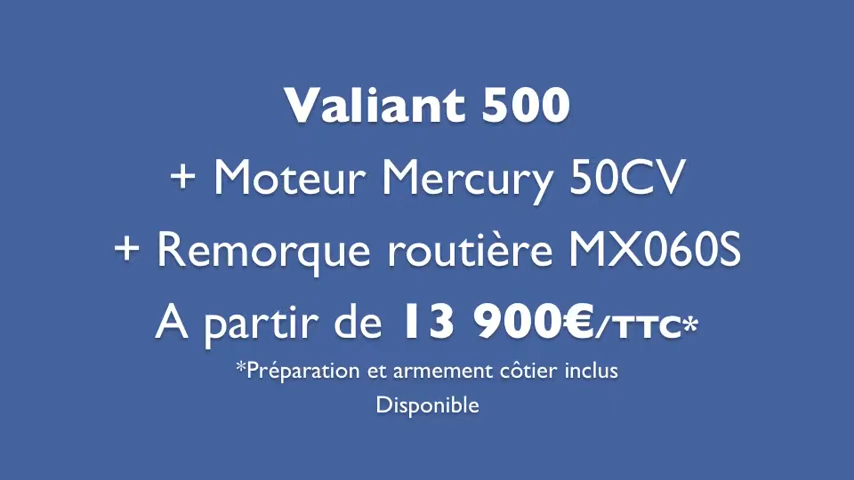 Valiant 500
+ Moteur Mercury 50CV
+ Remorque routière MX060S
A partir de 13 900€/TTC*
*Préparation et armement côtier inclus
Disponible